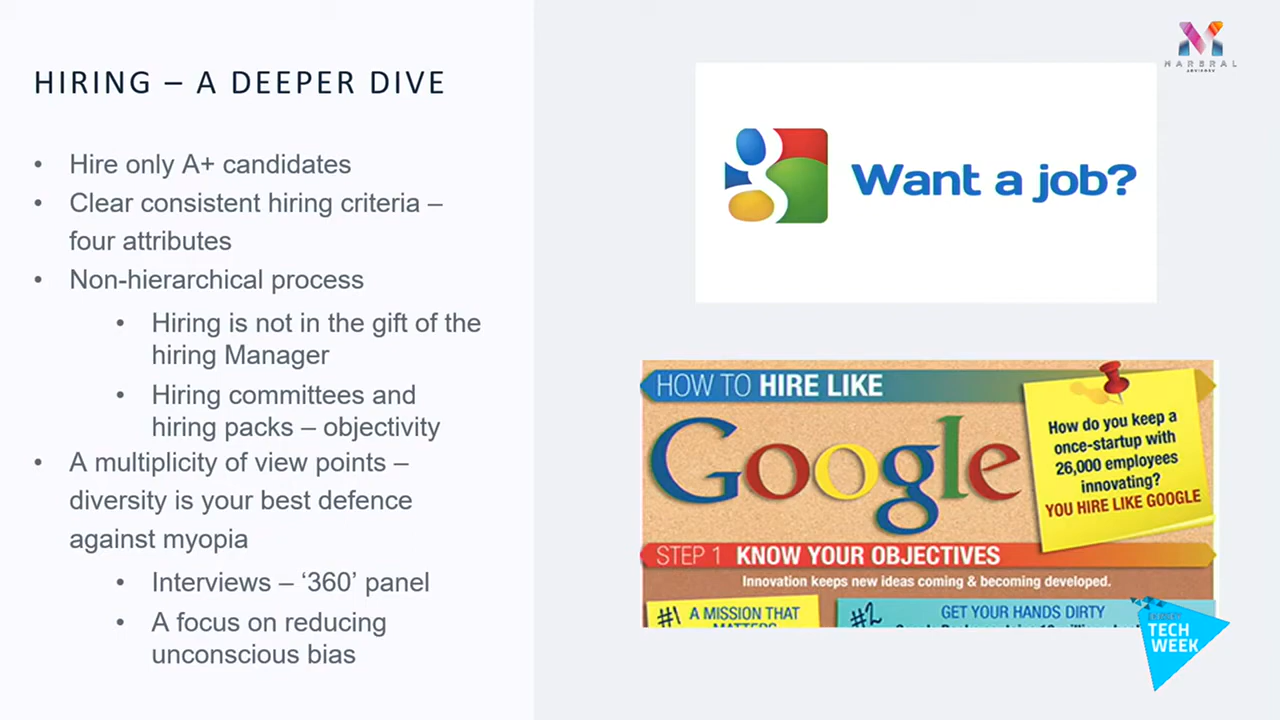 HIRING – A DEEPER DIVE
• Hire only A+ candidates
• Clear consistent hiring criteria –
four attributes
• Non-hierarchical process
• Hiring is not in the gift of the
hiring Manager
• Hiring committees and
hiring packs – objectivity
• A multiplicity of view points –
diversity is your best defence
against myopia
• Interviews – ‘360’ panel
• A focus on reducing
unconscious bias
MARBRAL
ADVISORY
g
Want a job?
HOW TO HIRE LIKE
Google
How do you keep a
once-startup with
26,000 employees
innovating?
YOU HIRE LIKE GOOGLE
STEP 1 KNOW YOUR OBJECTIVES
Innovation keeps new ideas coming & becoming developed.
#1 A MISSION THAT
MATTERS
#2 GET YOUR HANDS DIRTY
TECH
WEEK